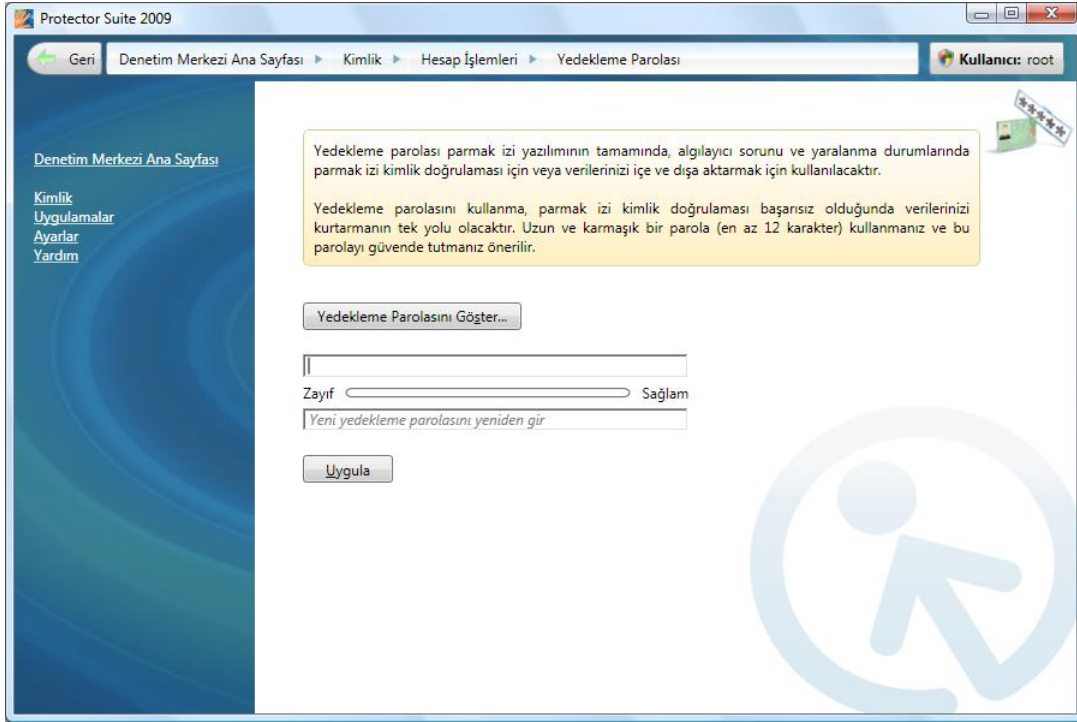 Protector Suite 2009
Geri
Denetim Merkezi Ana Sayfası
Kimlik
Hesap İşlemleri
Yedekleme Parolası
Kullanıcı: root
Denetim Merkezi Ana Sayfası
Kimlik
Uygulamalar
Ayarlar
Yardım
Yedekleme parolası parmak izi yazılımının tamamında, algılayıcı sorunu ve yaralanma durumlarında
parmak izi kimlik doğrulaması için veya verilerinizi içe ve dışa aktarmak için kullanılacaktır.
Yedekleme parolasını kullanma, parmak izi kimlik doğrulaması başarısız olduğunda verilerinizi
kurtarmanın tek yolu olacaktır. Uzun ve karmaşık bir parola (en az 12 karakter) kullanmanız ve bu
parolayı güvende tutmanız önerilir.
*****
Yedekleme Parolasını Göster...
Zayıf
Sağlam
Yeni yedekleme parolasını yeniden gir
Uygula